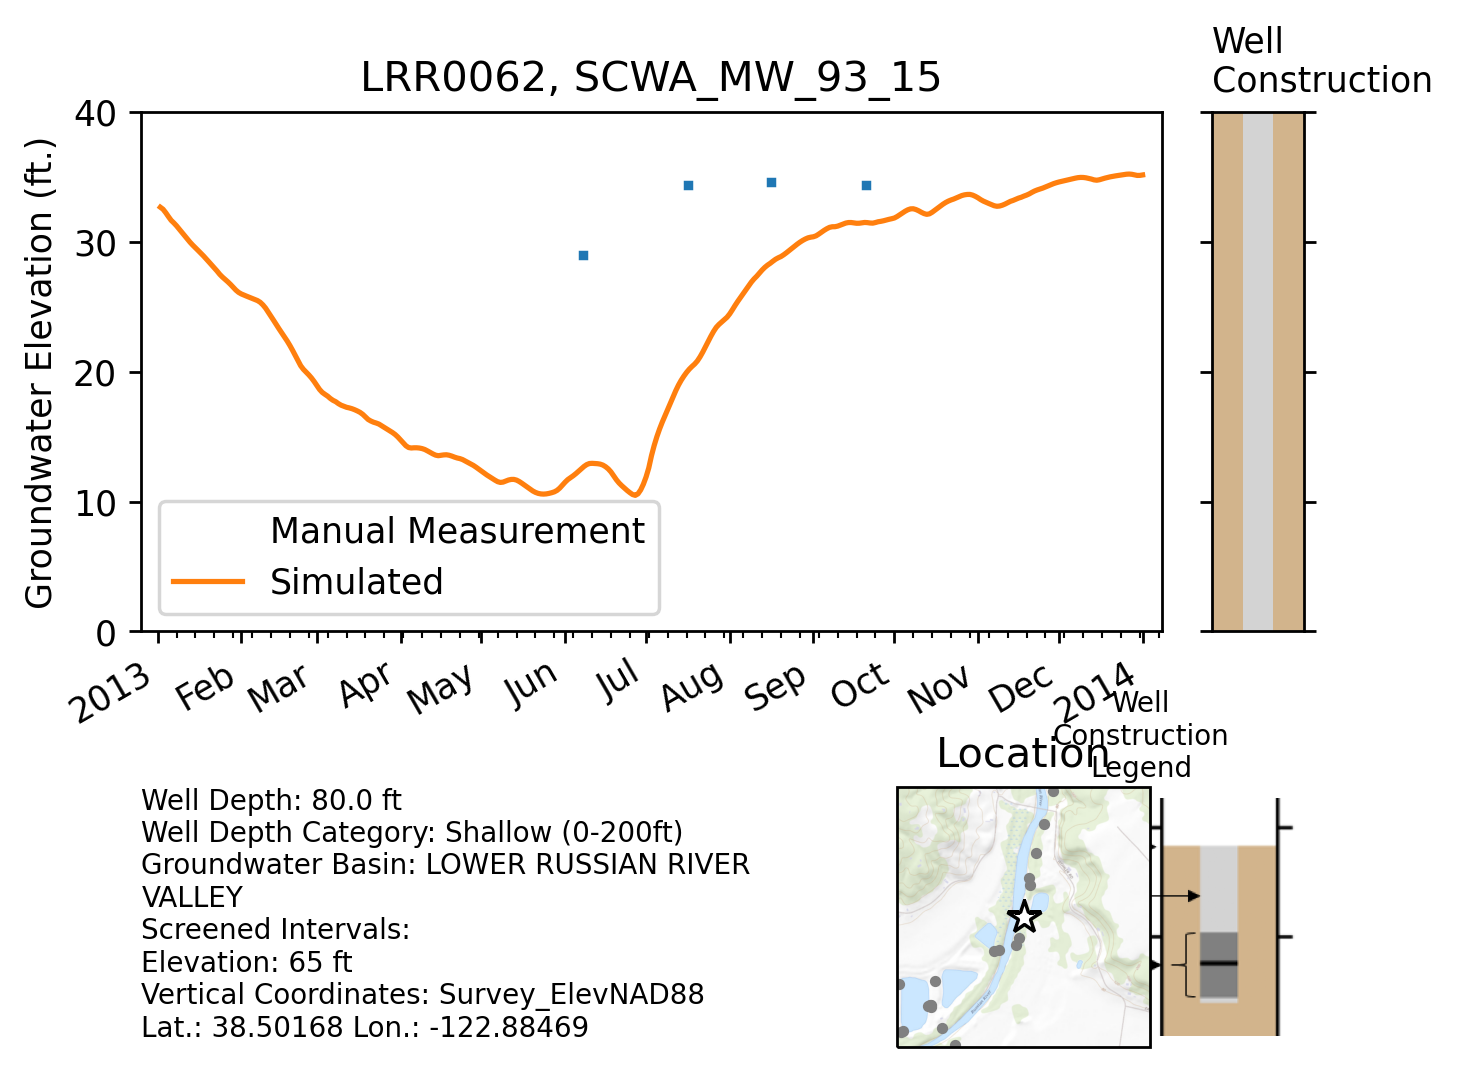 Well
Construction
LRR0062, SCWA_MW_93_15
Groundwater Elevation (ft.)
40
30
20
10
0
Manual Measurement
Simulated
2013
Feb
Mar
Apr
May
Jun
Jul
Aug
Sep
Oct
Nov
Dec
2014
Well
Construction
Legend
Location
Well Depth: 80.0 ft
Well Depth Category: Shallow (0-200ft)
Groundwater Basin: LOWER RUSSIAN RIVER
VALLEY
Screened Intervals:
Elevation: 65 ft
Vertical Coordinates: Survey_ElevNAD88
Lat.: 38.50168 Lon.: -122.88469